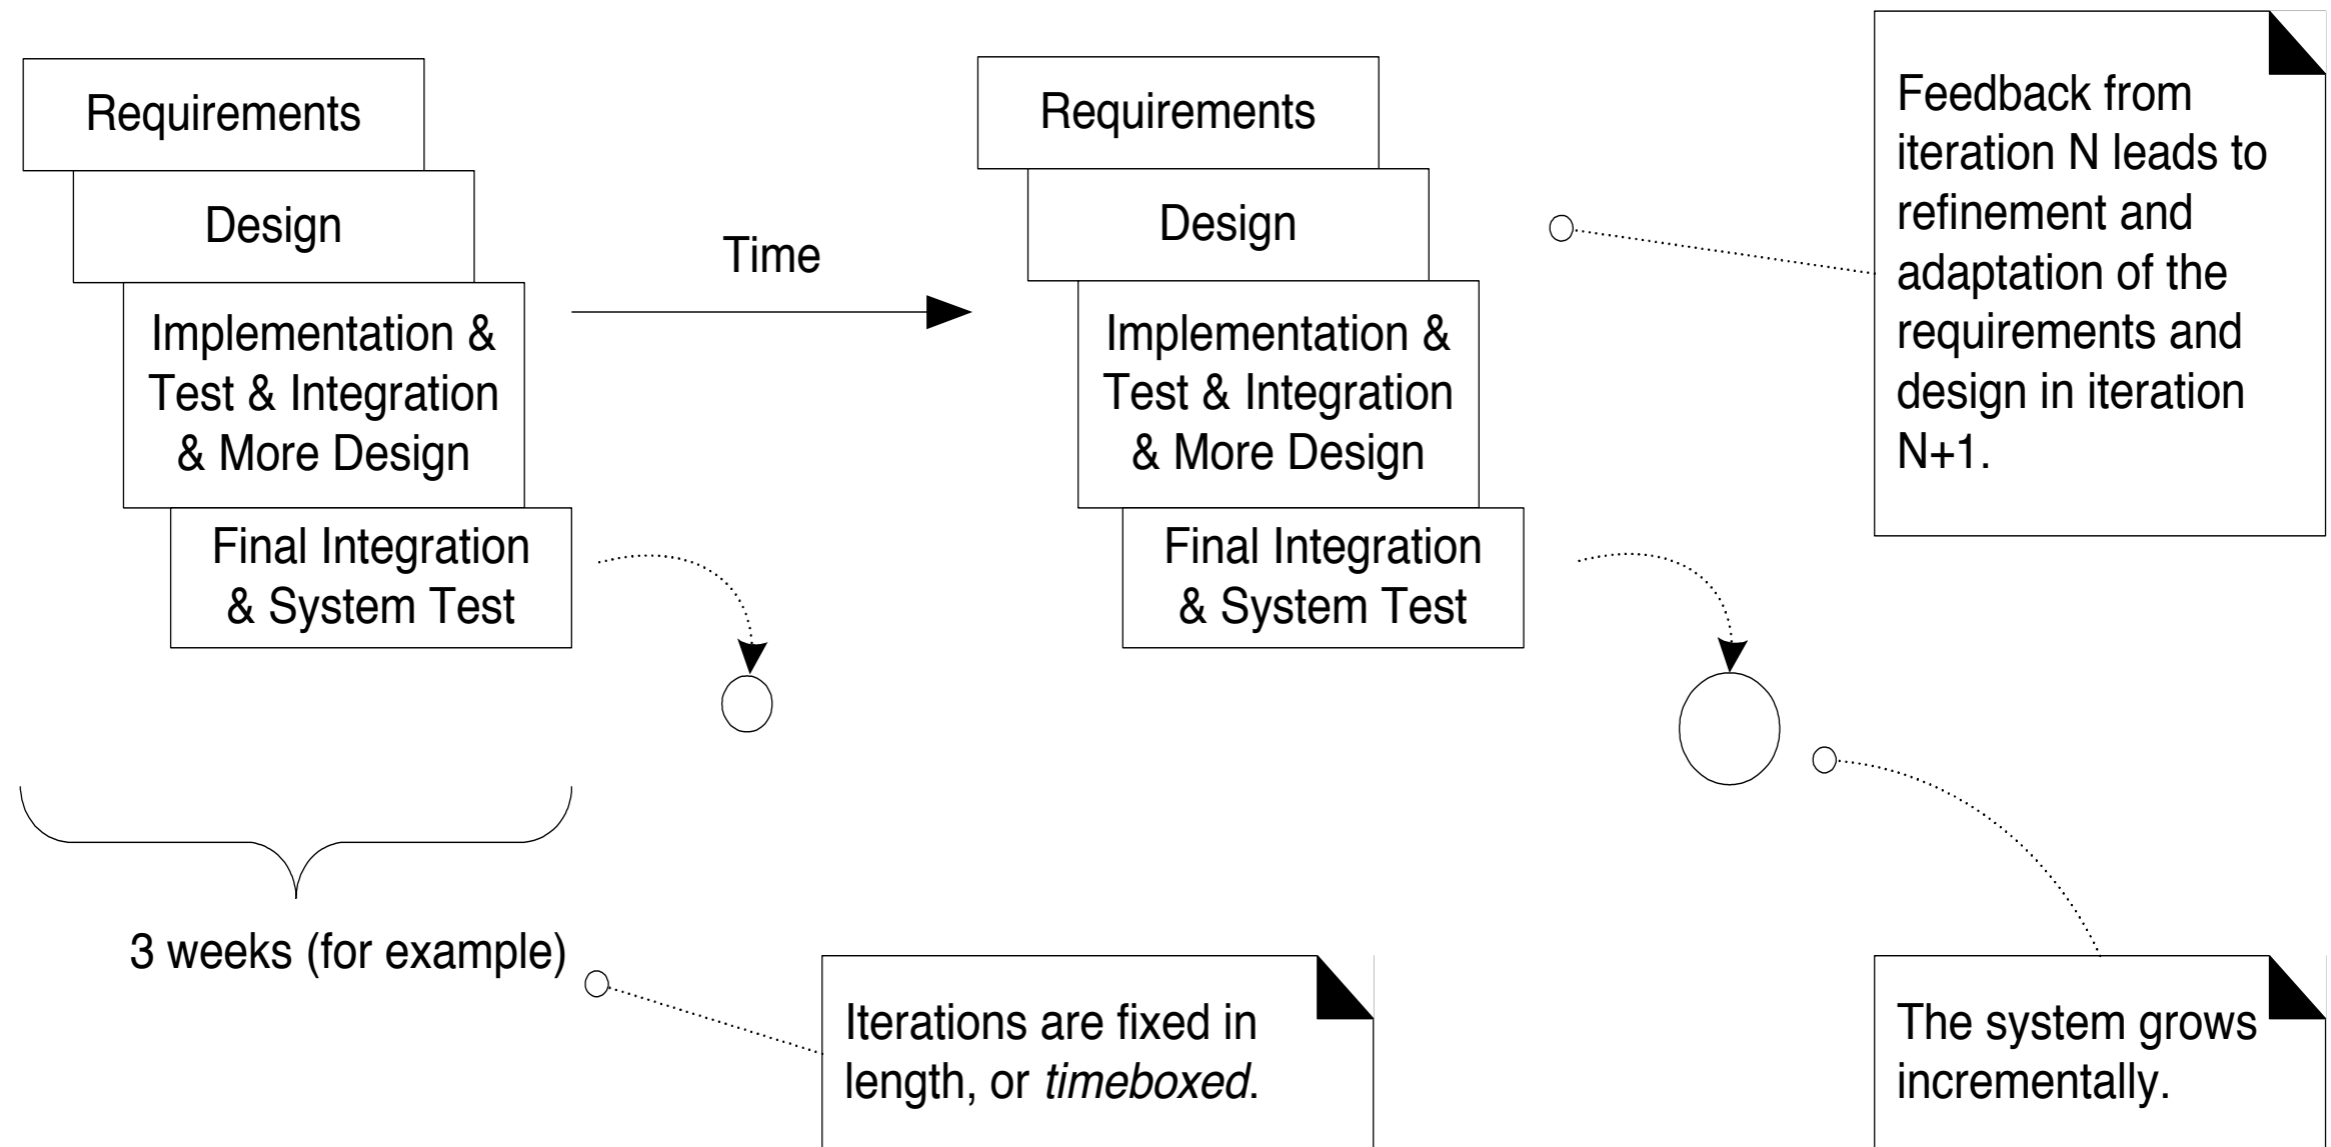 Requirements
Design
Implementation &
Test & Integration
& More Design
Final Integration
& System Test
Time
Requirements
Design
Implementation &
Test & Integration
& More Design
Final Integration
& System Test
Feedback from
iteration N leads to
refinement and
adaptation of the
requirements and
design in iteration
N+1.
3 weeks (for example)
Iterations are fixed in
length, or timeboxed.
The system grows
incrementally.